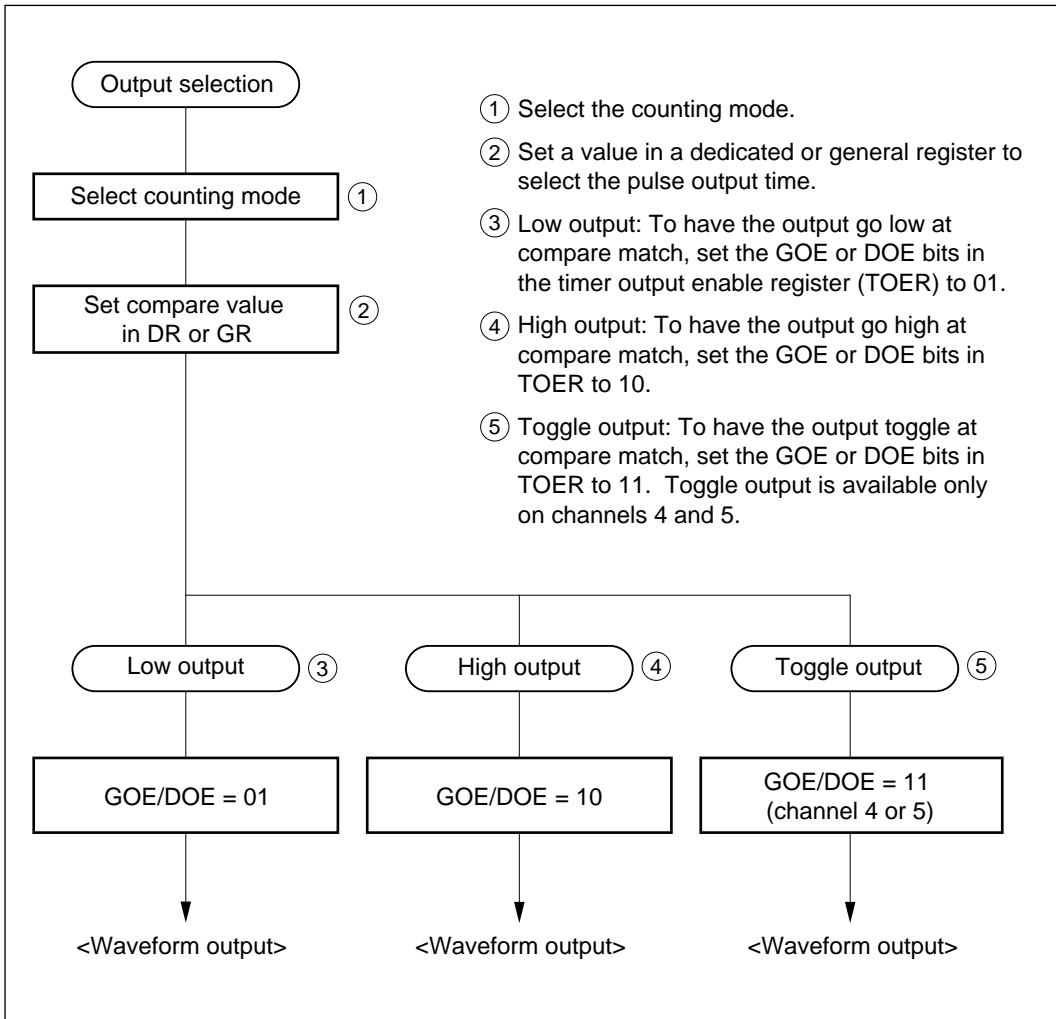 Output selection
Select counting mode ①
Set compare value
in DR or GR ②
① Select the counting mode.
② Set a value in a dedicated or general register to
select the pulse output time.
③ Low output: To have the output go low at
compare match, set the GOE or DOE bits in
the timer output enable register (TOER) to 01.
④ High output: To have the output go high at
compare match, set the GOE or DOE bits in
TOER to 10.
⑤ Toggle output: To have the output toggle at
compare match, set the GOE or DOE bits in
TOER to 11.  Toggle output is available only
on channels 4 and 5.
Low output ③
High output ④
Toggle output ⑤
GOE/DOE = 01
GOE/DOE = 10
GOE/DOE = 11
(channel 4 or 5)
<Waveform output>
<Waveform output>
<Waveform output>